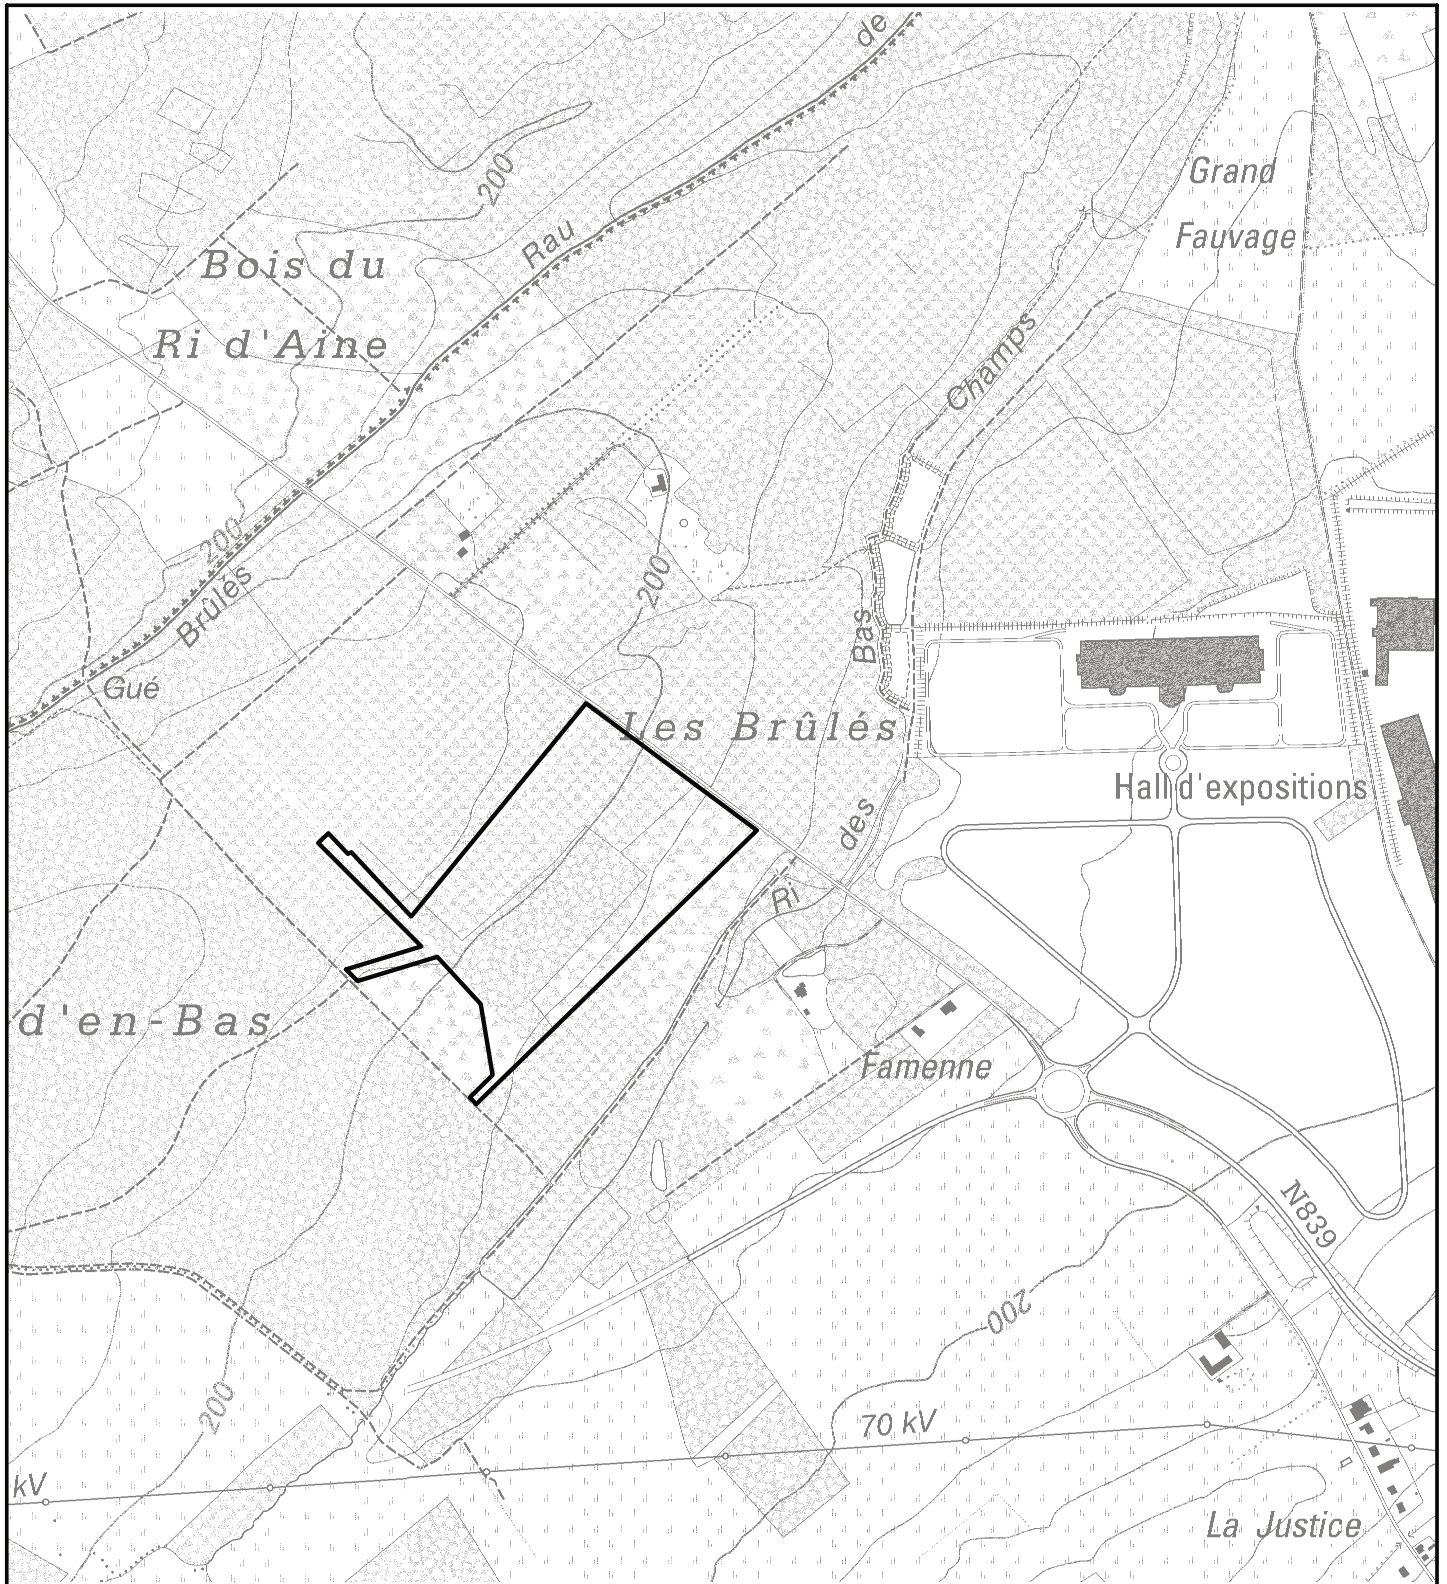 de
Grand
Fauvage
200
Rau
Bois du
Ri d'Aine
Champs
200
Brûlés
200
Bas
Gué
Les Brûlés
Hall d'expositions
des
Ri
d'en-Bas
Famenne
N839
200
200
70 kV
kV
La Justice